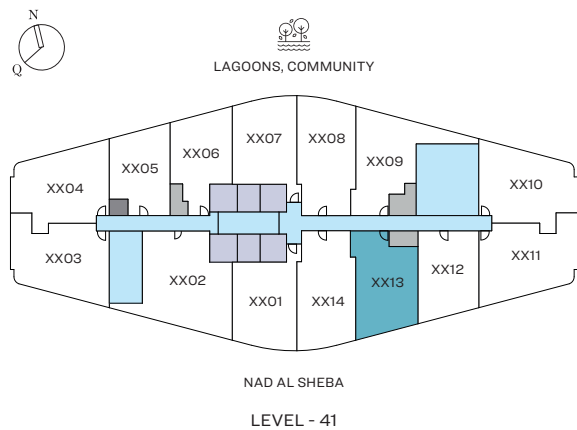 N
Q
LAGOONS, COMMUNITY
XX07
XX08
XX06
XX05
XX09
XX04
XX10
XX03
XX02
XX01
XX14
XX13
XX12
XX11
NAD AL SHEBA
LEVEL - 41